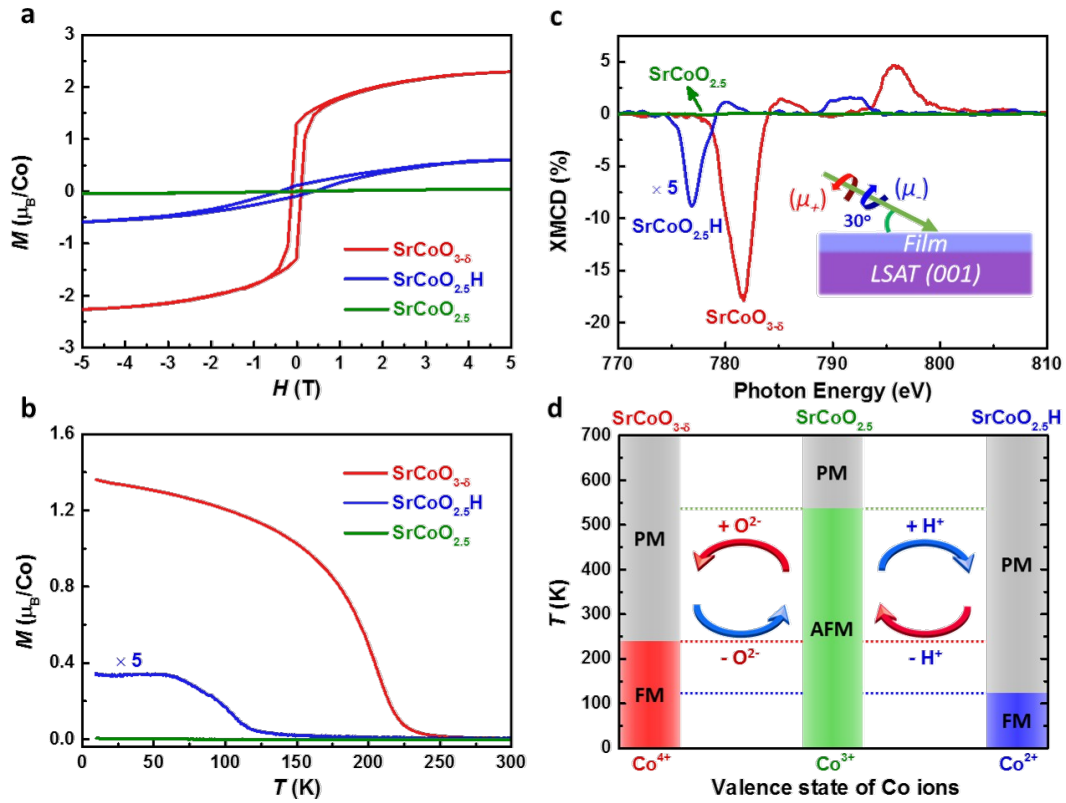 a
3
2
1
0
-1
-2
-3
-5 -4 -3 -2 -1 0 1 2 3 4 5
M (μB/Co)
H (T)
SrCoO3-δ
SrCoO2.5H
SrCoO2.5
b
1.6
1.2
0.8
0.4
0.0
0 50 100 150 200 250 300
M (μB/Co)
T (K)
× 5
SrCoO3-δ
SrCoO2.5H
SrCoO2.5
c
5
0
-5
-10
-15
-20
770 780 790 800 810
XMCD (%)
Photon Energy (eV)
SrCoO2.5
× 5
SrCoO2.5H
SrCoO3-δ
(μ+)
(μ-)
30°
Film
LSAT (001)
d
SrCoO3-δ SrCoO2.5 SrCoO2.5H
700
600
500
400
300
200
100
0
T (K)
PM
PM
PM
+ O2-
+ H+
AFM
- O2-
- H+
FM
FM
Co4+ Co3+ Co2+
Valence state of Co ions